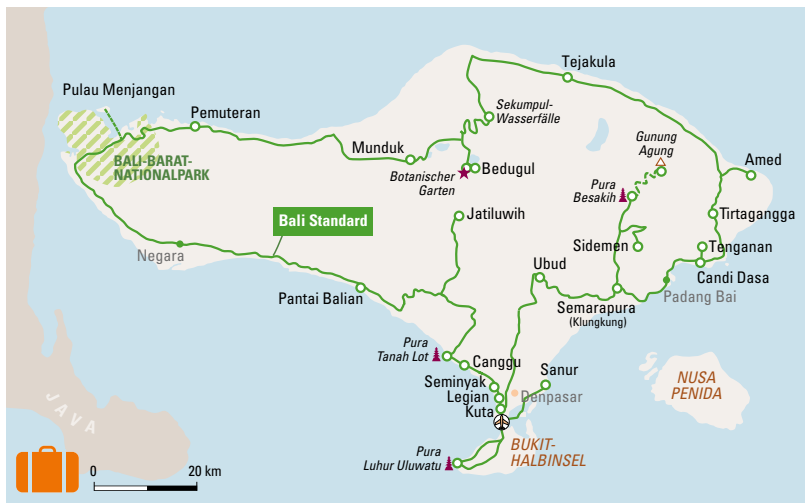 Tejakula
Pulau Menjangan
Pemuteran
Sekumpul-
Wasserfälle
Gunung
Agung
Munduk
BALI-BARAT-
NATIONALPARK
Botanischer
Garten
Bedugul
Amed
Pura
Besakih
Jatiluwih
Tirtagangga
Bali Standard
Sidemen
Tenganan
Negara
Ubud
Candi Dasa
Pantai Balian
Semarapura
(Klungkung)
Padang Bai
Pura
Tanah Lot
Canggu
Sanur
Seminyak
Legian
Kuta
Denpasar
NUSA
PENIDA
JAVA
BUKIT-
HALBINSEL
Pura
Luhur Uluwatu
0 20 km